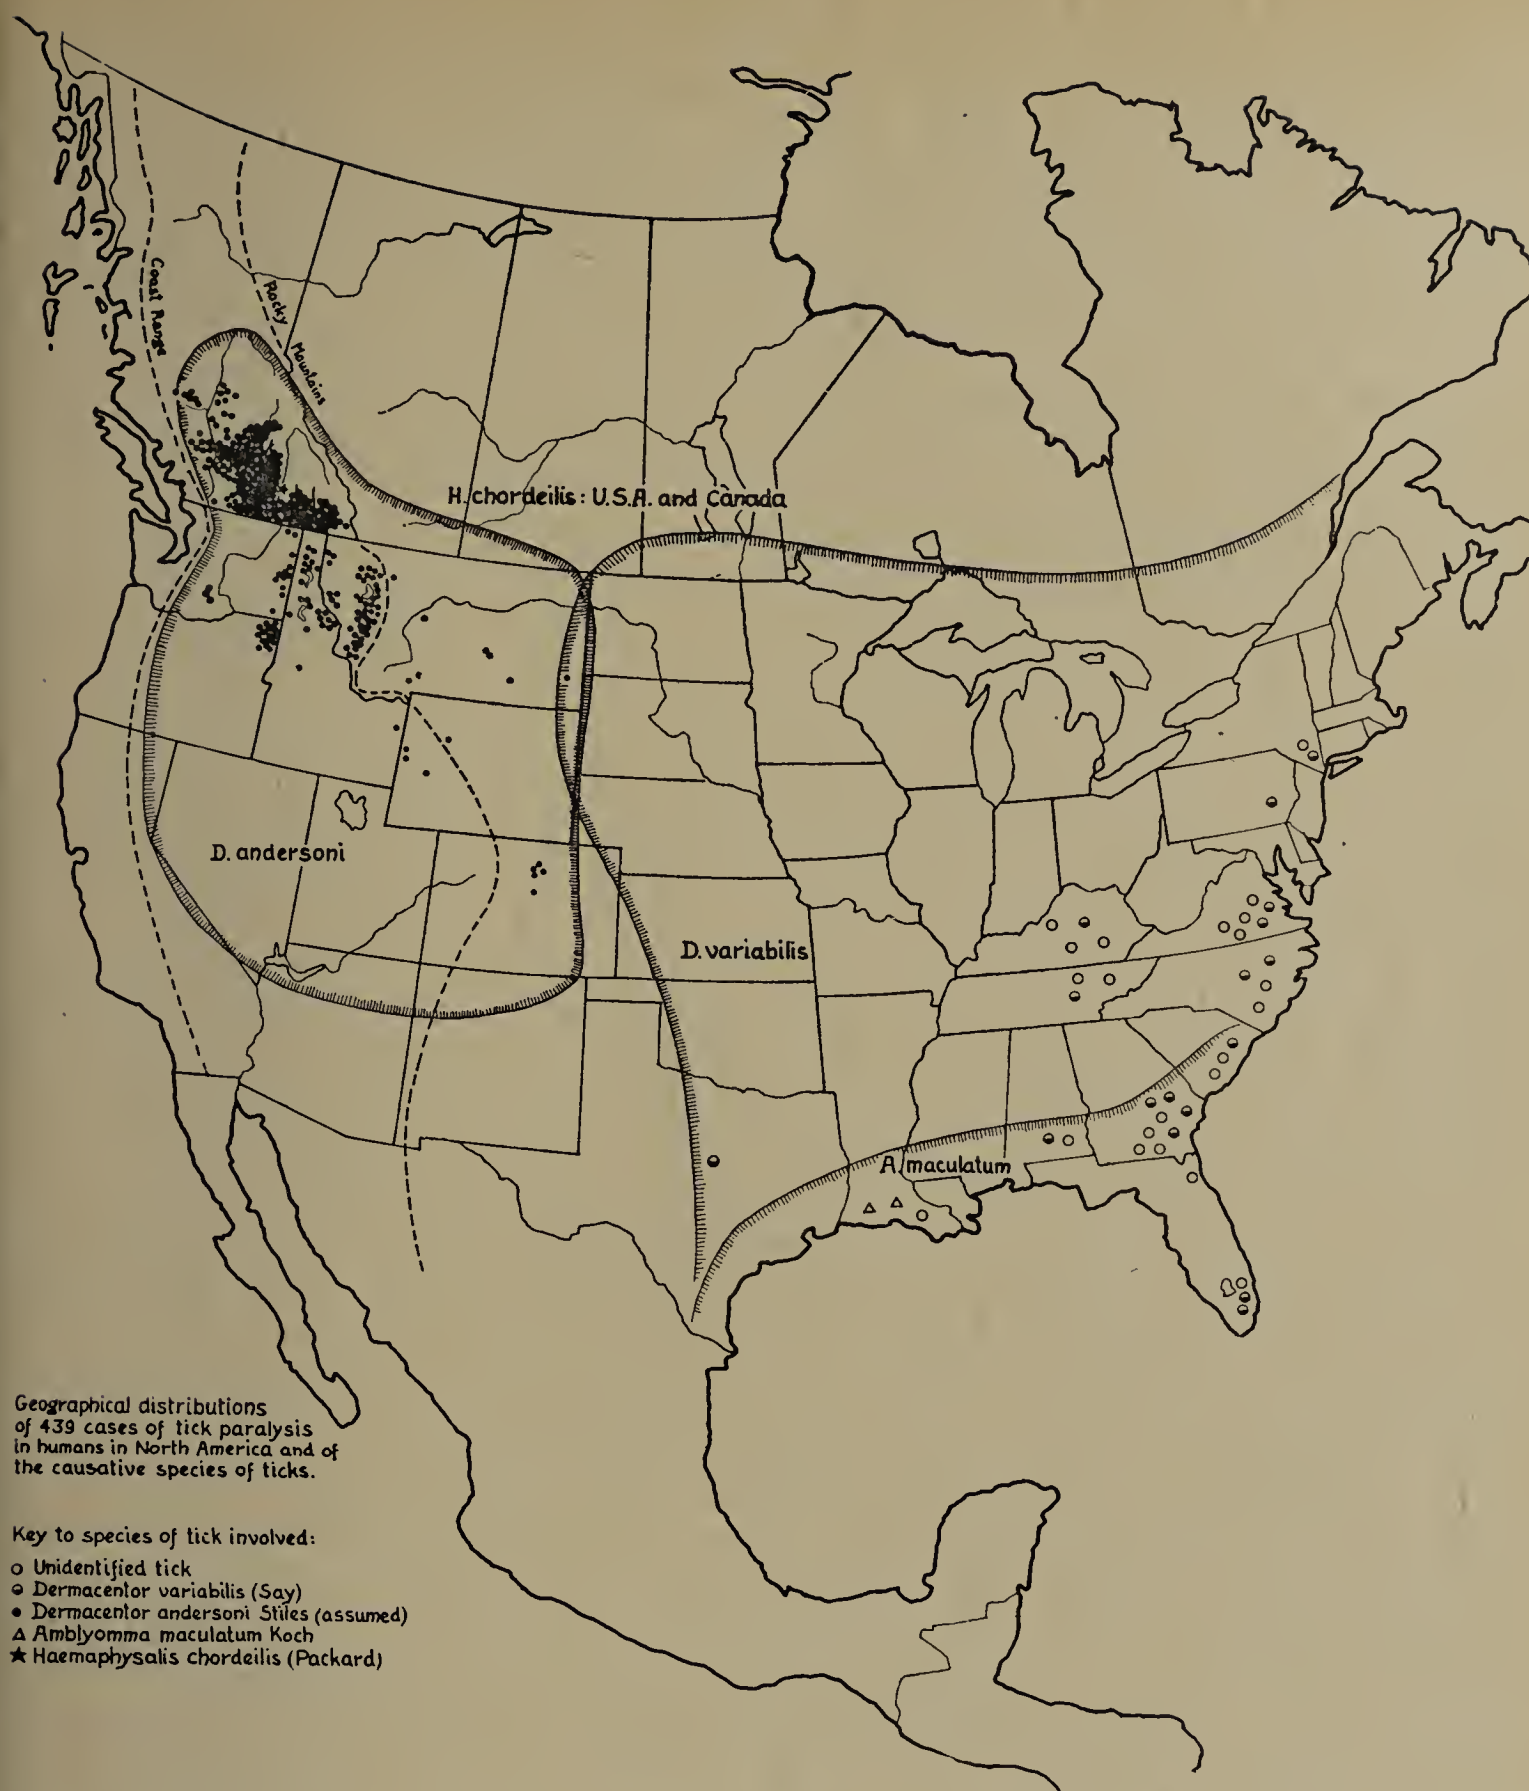 Coast Range
Rocky
Mountains
H. chordeilis: U.S.A. and Canada
D. andersoni
D. variabilis
A. maculatum
Geographical distributions
of 439 cases of tick paralysis
in humans in North America and of
the causative species of ticks.
Key to species of tick involved:
Unidentified tick
Dermacentor variabilis (Say)
Dermacentor andersoni Stiles (assumed)
Amblyomma maculatum Koch
Haemaphysalis chordeilis (Packard)